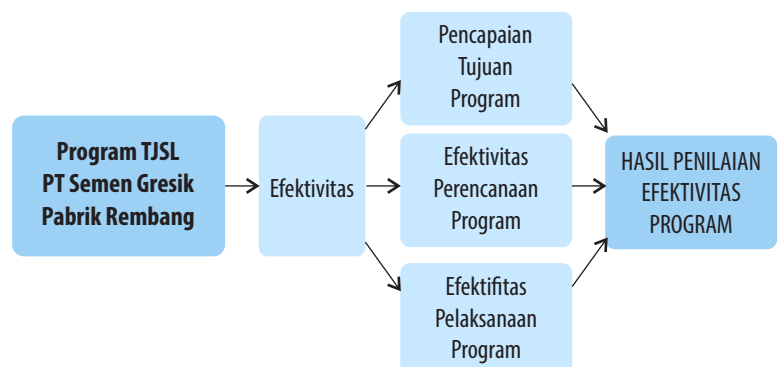 Program TJSL
PT Semen Gresik
Pabrik Rembang
Efektivitas
Pencapaian
Tujuan
Program
Efektivitas
Perencanaan
Program
Efektifitas
Pelaksanaan
Program
HASIL PENILAIAN
EFEKTIVITAS
PROGRAM